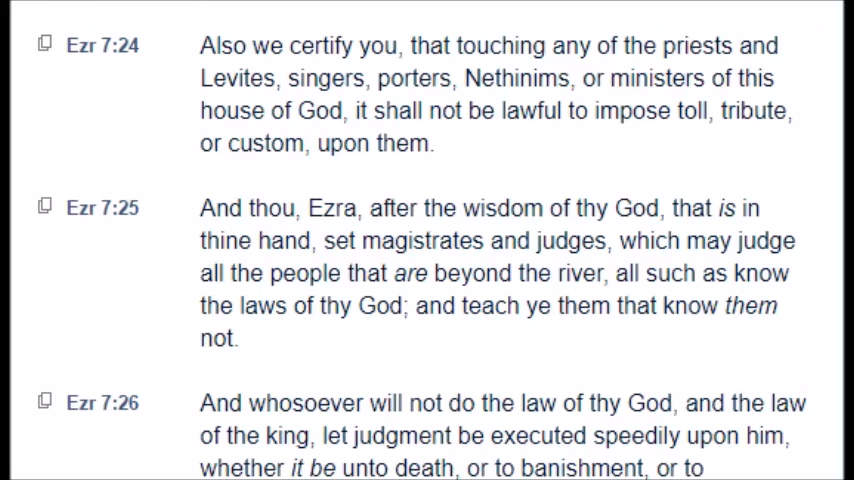 Ezr 7:24 Also we certify you, that touching any of the priests and
Levites, singers, porters, Nethinims, or ministers of this
house of God, it shall not be lawful to impose toll, tribute,
or custom, upon them.
Ezr 7:25 And thou, Ezra, after the wisdom of thy God, that is in
thine hand, set magistrates and judges, which may judge
all the people that are beyond the river, all such as know
the laws of thy God; and teach ye them that know them
not.
Ezr 7:26 And whosoever will not do the law of thy God, and the law
of the king, let judgment be executed speedily upon him,
whether it be unto death, or to banishment, or to